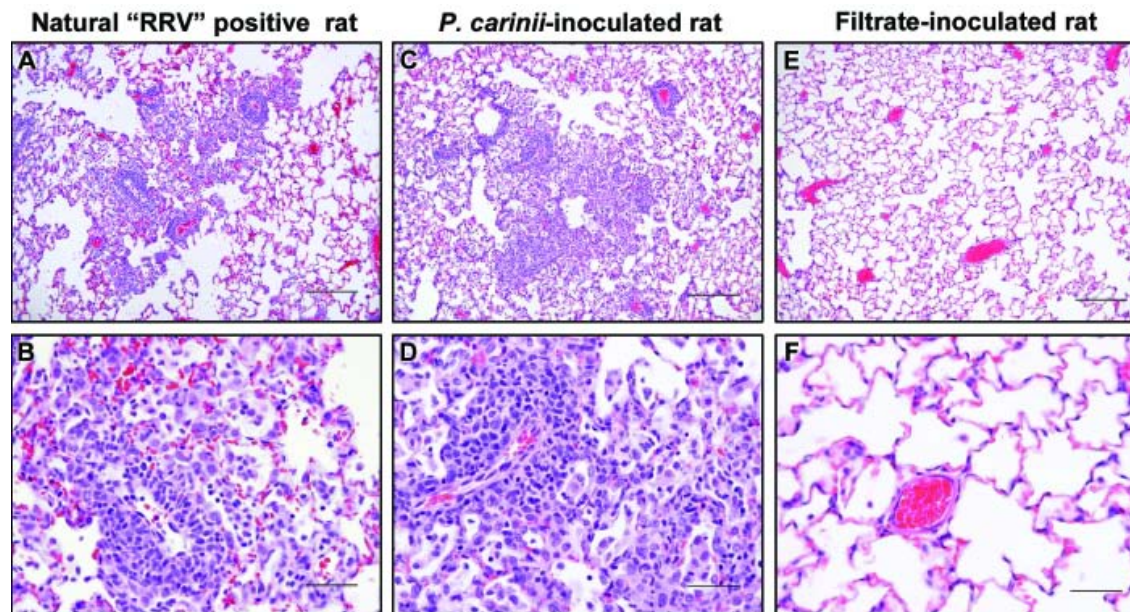 Natural “RRV” positive rat
P. carinii-inoculated rat
Filtrate-inoculated rat
A
C
E
B
D
F